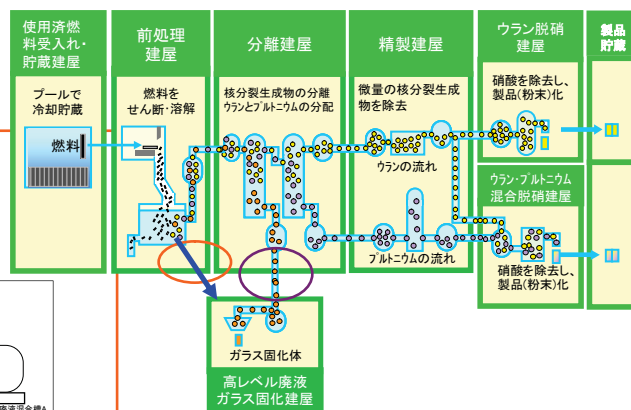 使用済燃
料受入れ・
貯蔵建屋
前処理
建屋
分離建屋
精製建屋
ウラン脱硝
建屋
製品
貯蔵
プールで
冷却貯蔵
燃料
燃料を
せん断・溶解
核分裂生成物の分離
ウランとプルトニウムの分配
微量の核分裂生成
物を除去
ウランの流れ
プルトニウムの流れ
硝酸を除去し、
製品(粉末)化
ウラン・プルトニウム
混合脱硝建屋
硝酸を除去し、
製品(粉末)化
ガラス固化体
高レベル廃液
ガラス固化建屋
廃液混合槽A